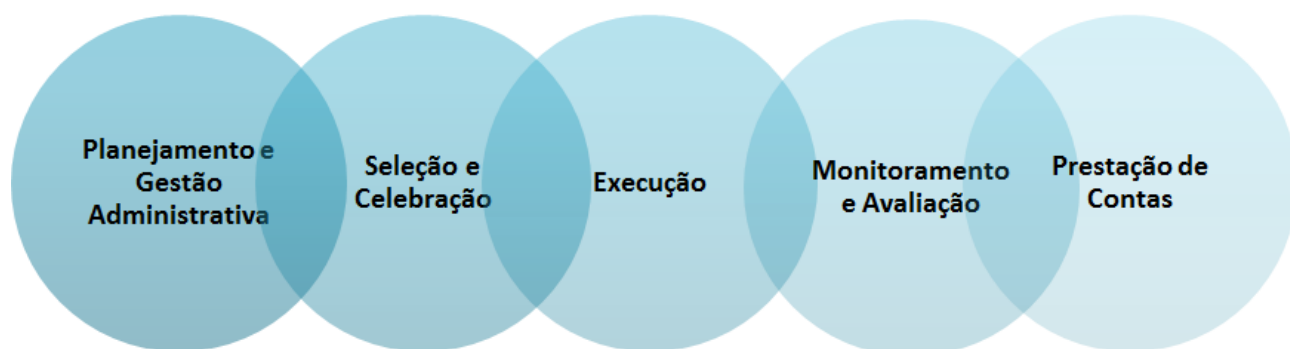 Planejamento e
Gestão
Administrativa
Seleção e
Celebração
Execução
Monitoramento
e Avaliação
Prestação de
Contas